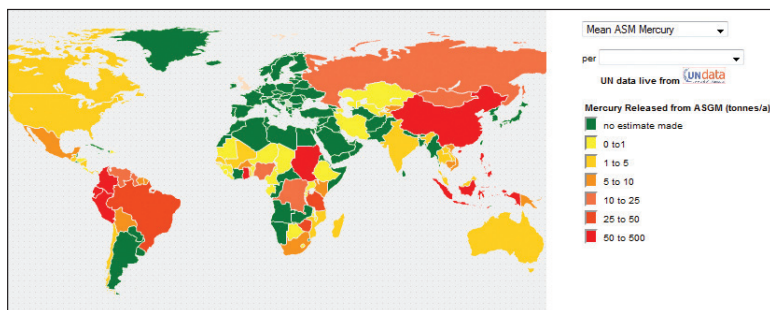 Mean ASM Mercury
per
UN data live from UNdata
Mercury Released from ASGM (tonnes/a)
no estimate made
0 to1
1 to 5
5 to 10
10 to 25
25 to 50
50 to 500